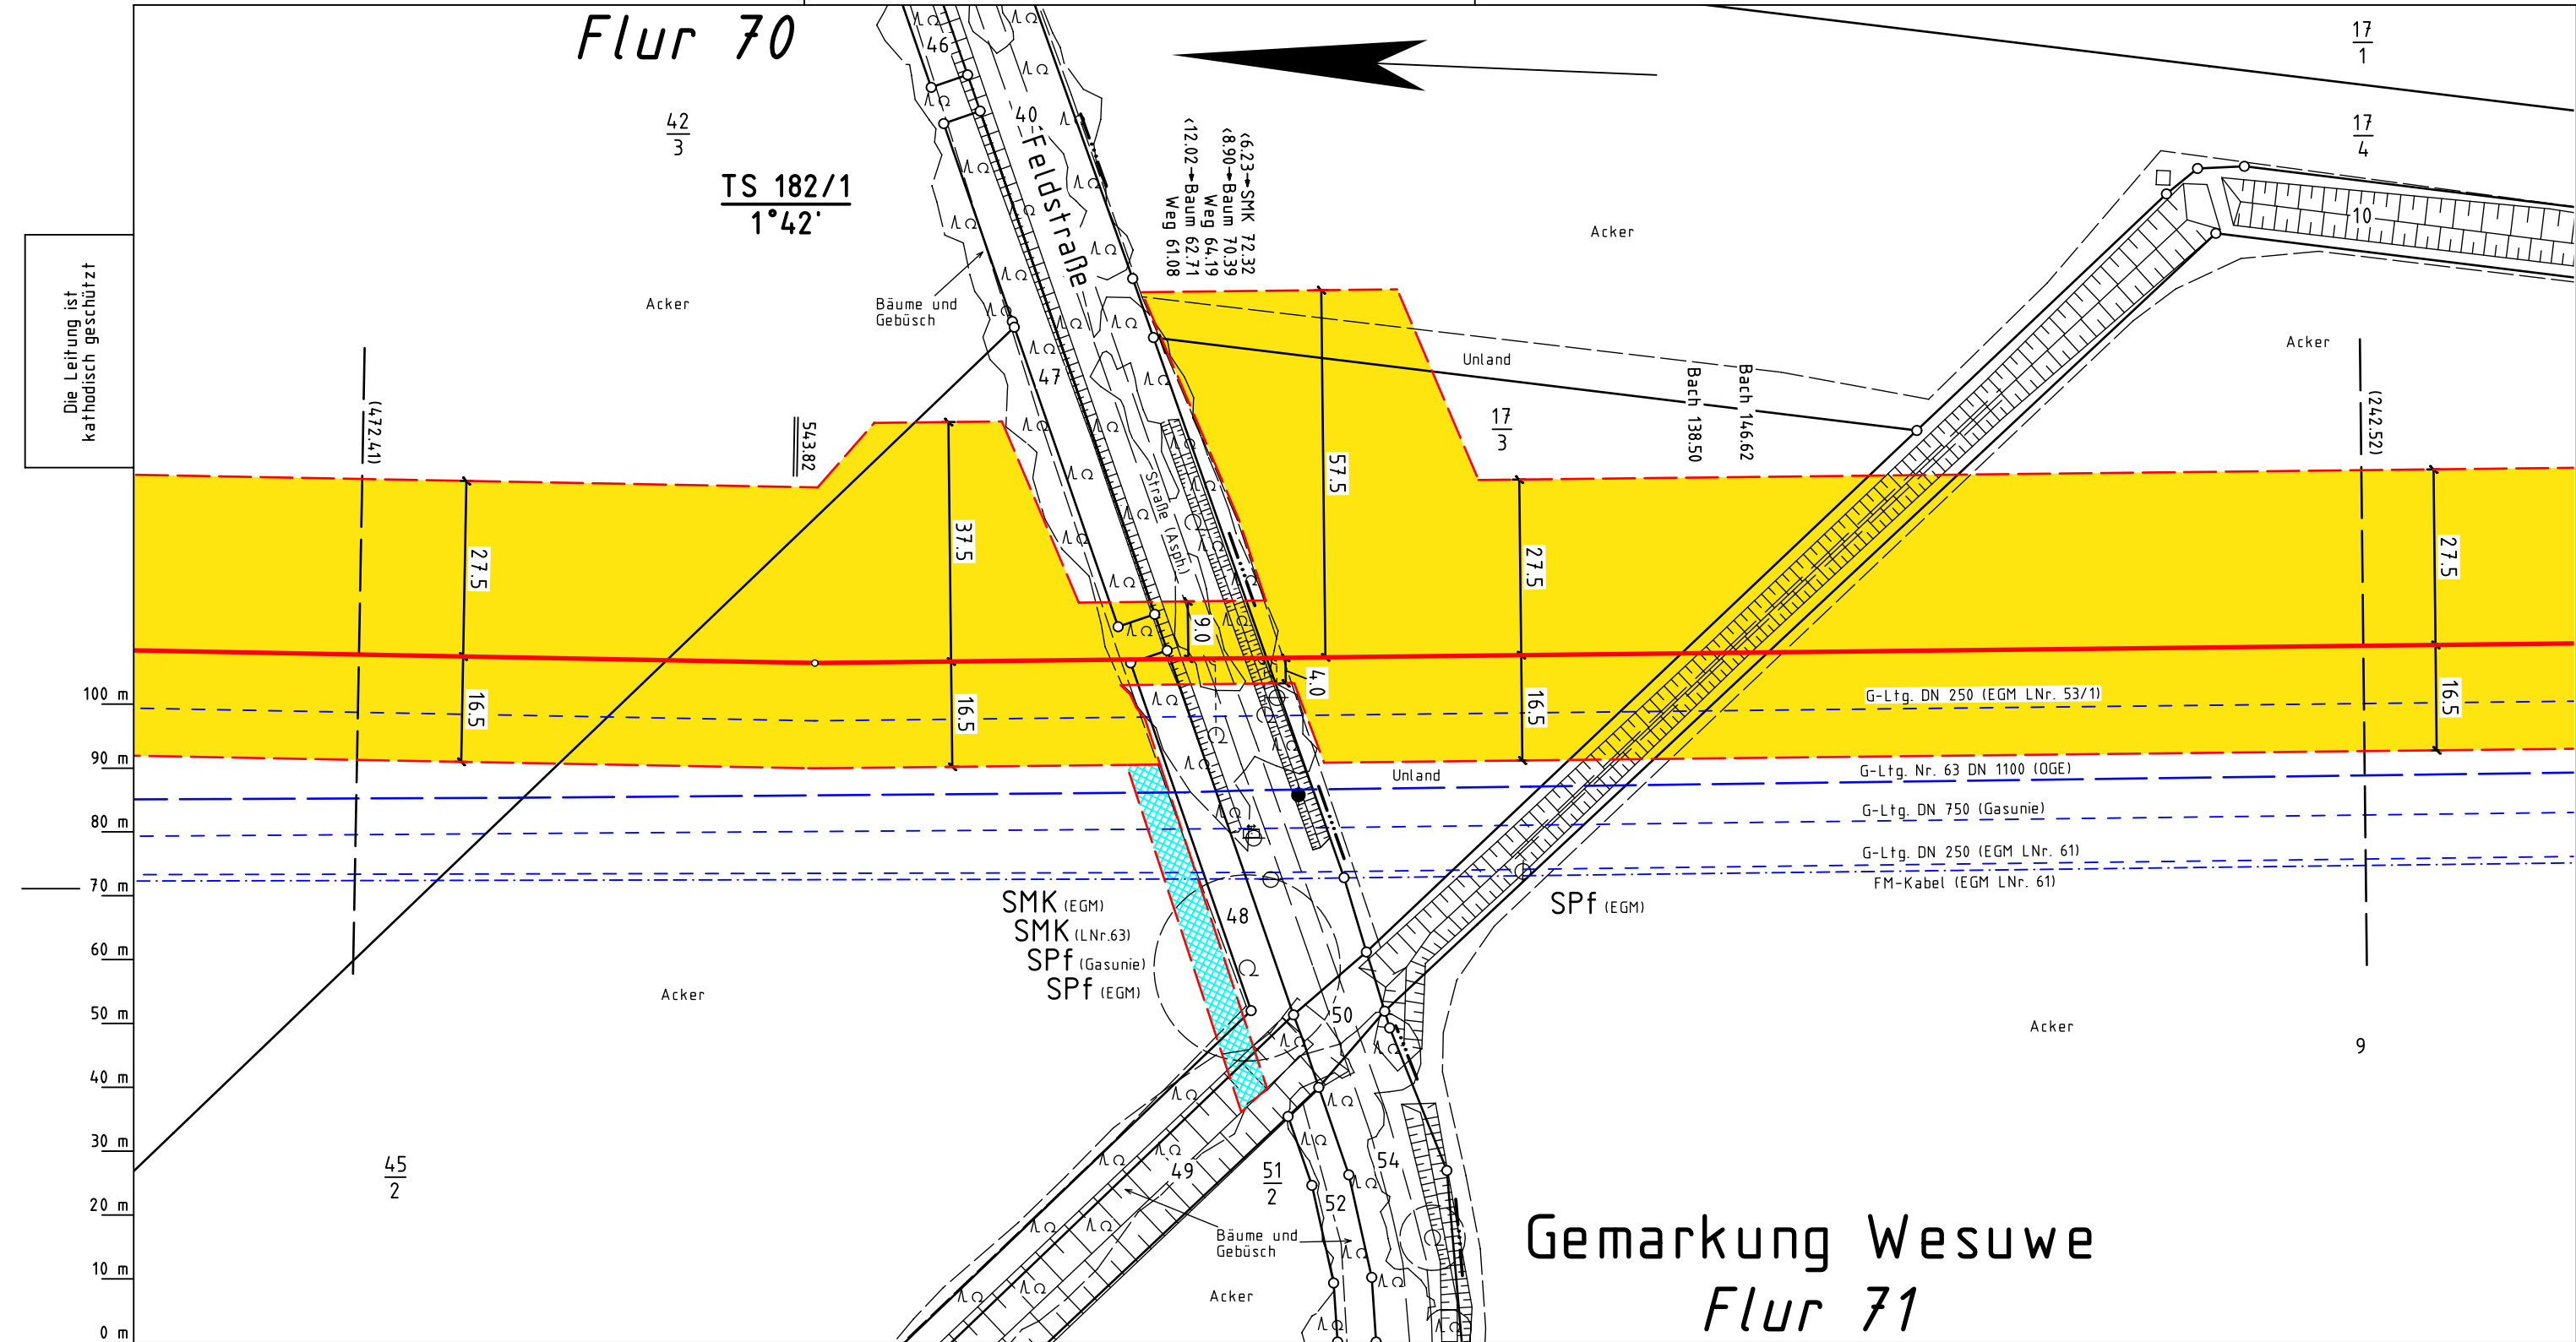 Flur 70
46
17
1
42
3
40
17
4
TS 182/1
1°42'
Feldstraße
<6.23 SMK 72.32
<8.90 Baum 70.39
Weg 64.19
<12.02 Baum 62.71
Weg 61.08
10
Acker
Die Leitung ist
kathodisch geschützt
Acker
Bäume und
Gebüsch
Unland
Acker
47
Bach 138.50
Bach 146.62
17
3
(472.41)
543.82
(242.52)
57.5
37.5
27.5
27.5
27.5
Straße (Asph.)
9.0
4.0
16.5
16.5
16.5
16.5
100 m
G-Ltg. DN 250 (EGM LNr. 53/1)
90 m
Unland
G-Ltg. Nr. 63 DN 1100 (OGE)
80 m
G-Ltg. DN 750 (Gasunie)
G-Ltg. DN 250 (EGM LNr. 61)
70 m
FM-Kabel (EGM LNr. 61)
SMK (EGM)
SMK (LNr.63)
SPf (Gasunie)
SPf (EGM)
SPf (EGM)
48
60 m
Acker
50 m
50
Acker
9
40 m
30 m
45
2
49
51
2
54
52
20 m
Bäume und
Gebüsch
Gemarkung Wesuwe
10 m
Acker
Flur 71
0 m